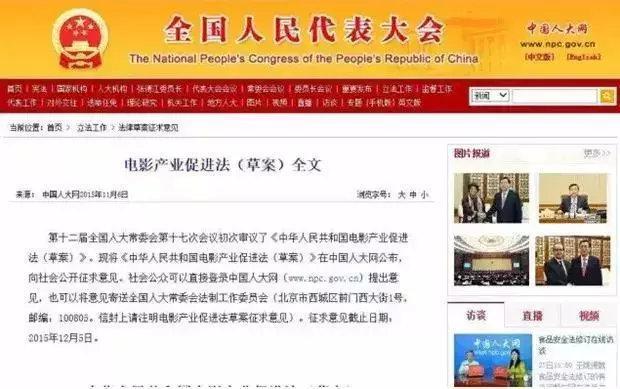 全国人民代表大会
The National People's Congress of the People's Republic of China
中国人大网
www.npc.gov.cn
[中文版] [English]
首页 | 宪法 | 国家机构 | 人大机构 | 张德江委员长 | 代表大会会议 | 常委会会议 | 委员长会议 | 重要发布 | 立法工作 | 监督工作
代表工作 | 对外交往 | 选举任免 | 理论研究 | 机关工作 | 地方人大 | 图片 | 视频 | 直播 | 访谈 | 专题 [手机版] 英文版
新闻
当前位置：首页 > 立法工作 > 法律草案征求意见
电影产业促进法（草案）全文
来源： 中国人大网2015年11月6日
浏览字号： 大 中 小
第十二届全国人大常委会第十七次会议初次审议了《中华人民共和国电影产业促进
法（草案）》。现将《中华人民共和国电影产业促进法（草案）》在中国人大网公布，
向社会公开征求意见。社会公众可以直接登录中国人大网（www.npc.gov.cn）提出意
见，也可以将意见寄送全国人大常委会法制工作委员会（北京市西城区前门西大街1号，
邮编：100805。信封上请注明电影产业促进法草案征求意见）。征求意见截止日期：
2015年12月5日。
图片报道
更多>>
访谈
直播
视频
中国人大网
食品安全法修订在线访
谈